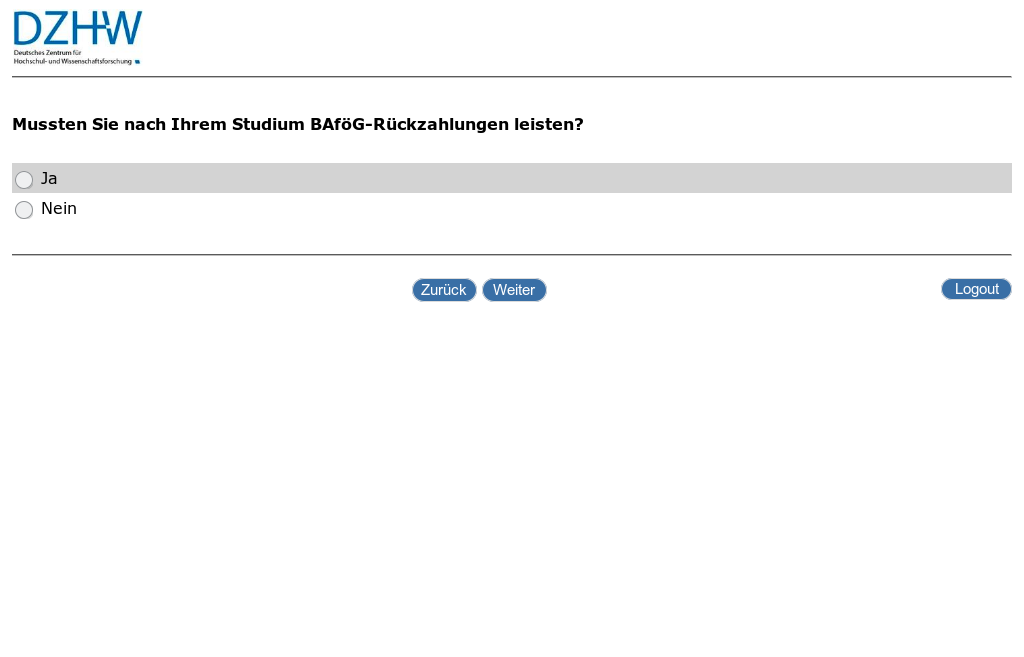 DZHW
Deutsches Zentrum für
Hochschul- und Wissenschaftsforschung
Mussten Sie nach Ihrem Studium BAföG-Rückzahlungen leisten?
Ja
Nein
Zurück Weiter Logout